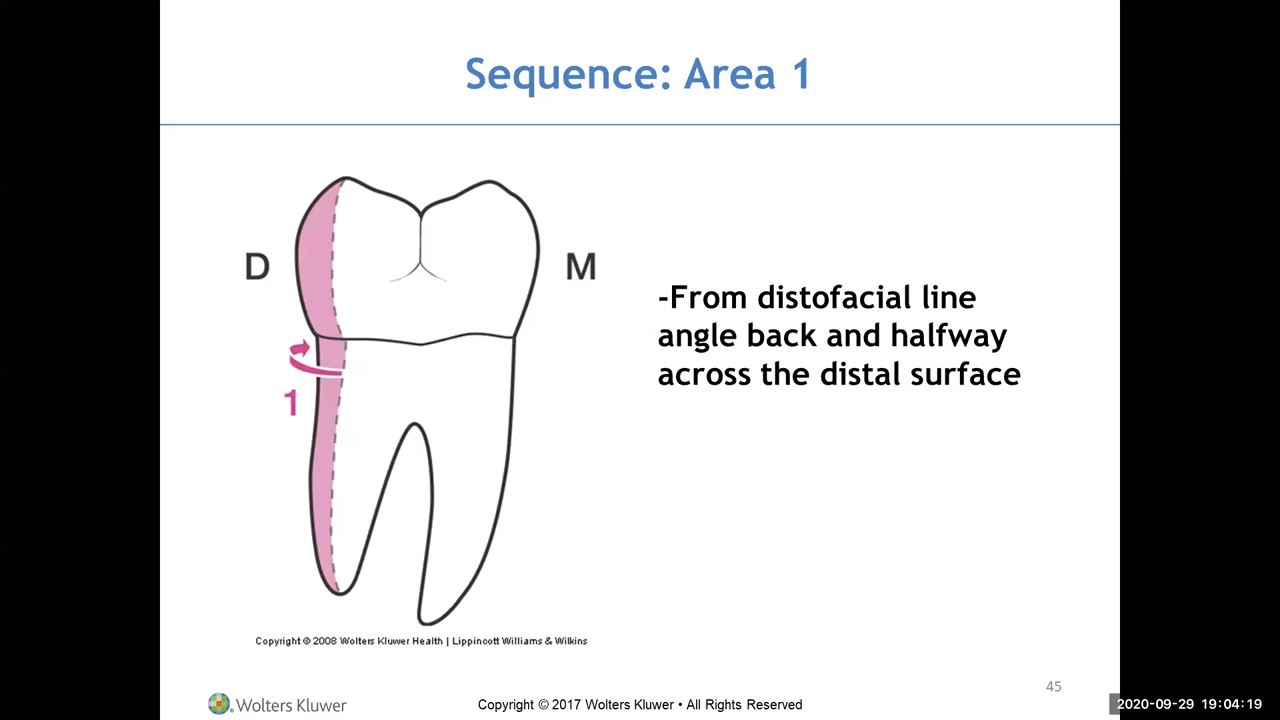 Sequence: Area 1
D
M
-From distofacial line
angle back and halfway
across the distal surface
1
Copyright © 2008 Wolters Kluwer Health | Lippincott Williams & Wilkins
45
Wolters Kluwer
Copyright © 2017 Wolters Kluwer • All Rights Reserved
2020-09-29 19:04:19